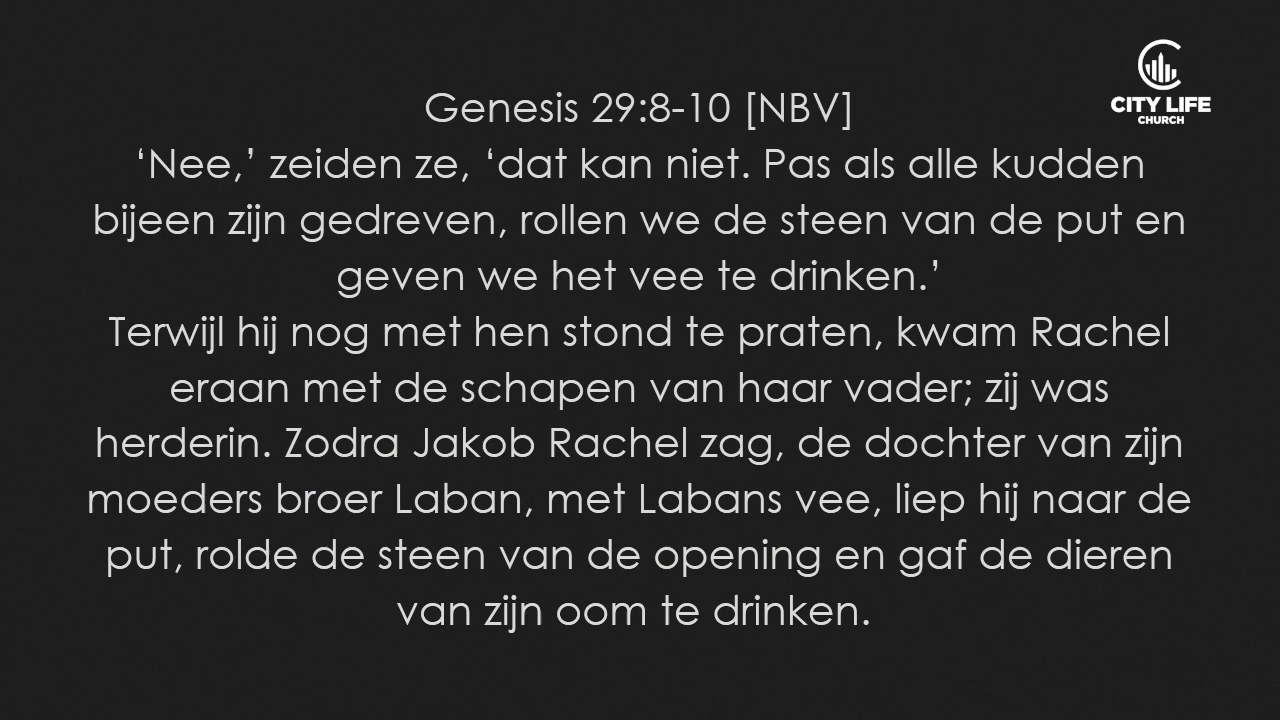 CITY LIFE
CHURCH
Genesis 29:8-10 [NBV]
‘Nee,’ zeiden ze, ‘dat kan niet. Pas als alle kudden
bijeen zijn gedreven, rollen we de steen van de put en
geven we het vee te drinken.’
Terwijl hij nog met hen stond te praten, kwam Rachel
eraan met de schapen van haar vader; zij was
herderin. Zodra Jakob Rachel zag, de dochter van zijn
moeders broer Laban, met Labans vee, liep hij naar de
put, rolde de steen van de opening en gaf de dieren
van zijn oom te drinken.